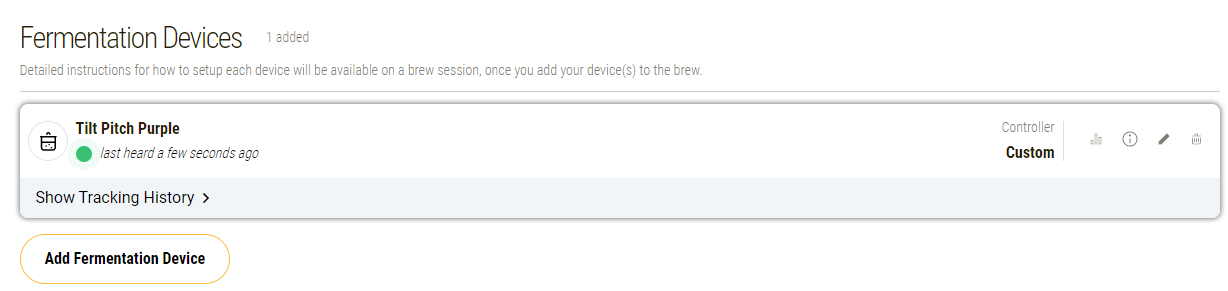 Fermentation Devices 1 added
Detailed instructions for how to setup each device will be available on a brew session, once you add your device(s) to the brew.
Tilt Pitch Purple
last heard a few seconds ago
Controller
Custom
Show Tracking History
Add Fermentation Device